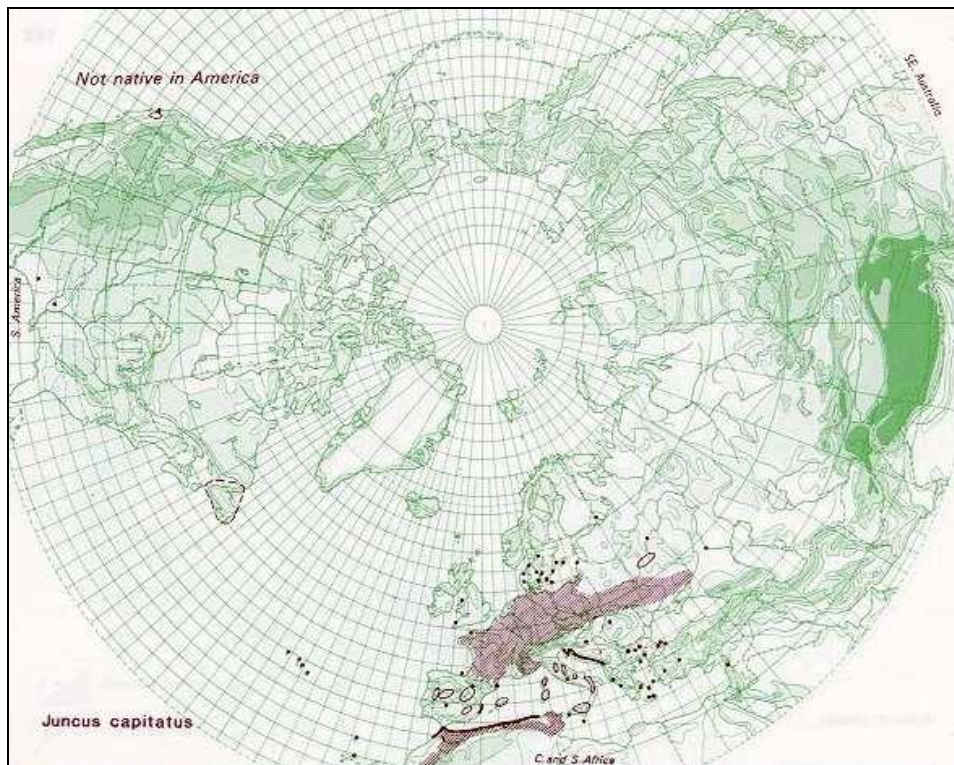 Not native in America
SE. Australia
S. America
Juncus capitatus
C. and S. Africa